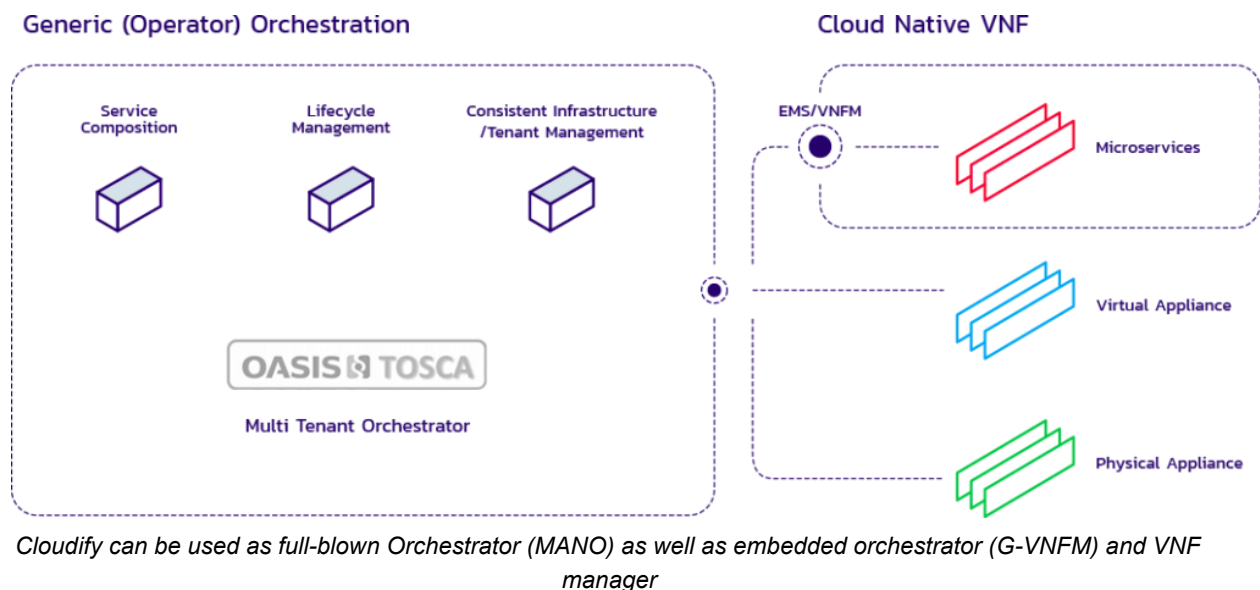 Generic (Operator) Orchestration
Cloud Native VNF
Service
Composition
Lifecycle
Management
Consistent Infrastructure
/Tenant Management
EMS/VNFM
Microservices
Virtual Appliance
OASIS TOSCA
Multi Tenant Orchestrator
Physical Appliance
Cloudify can be used as full-blown Orchestrator (MANO) as well as embedded orchestrator (G-VNFM) and VNF
manager